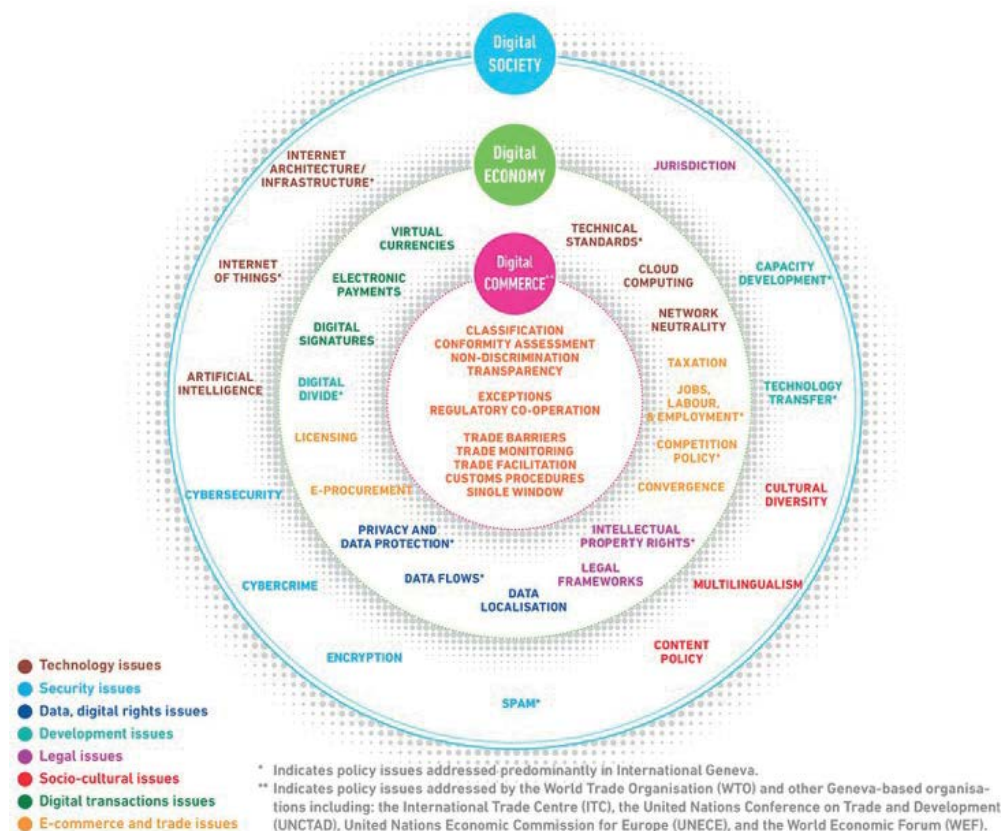 Digital
SOCIETY
Digital
ECONOMY
Digital
COMMERCE**
INTERNET
ARCHITECTURE/
INFRASTRUCTURE*
JURISDICTION
INTERNET
OF THINGS*
CAPACITY
DEVELOPMENT*
ARTIFICIAL
INTELLIGENCE
TECHNOLOGY
TRANSFER*
CYBERSECURITY
CULTURAL
DIVERSITY
CYBERCRIME
MULTILINGUALISM
ENCRYPTION
CONTENT
POLICY
SPAM*
VIRTUAL
CURRENCIES
TECHNICAL
STANDARDS*
ELECTRONIC
PAYMENTS
CLOUD
COMPUTING
DIGITAL
SIGNATURES
NETWORK
NEUTRALITY
DIGITAL
DIVIDE*
TAXATION
JOBS,
LABOUR,
& EMPLOYMENT*
LICENSING
COMPETITION
POLICY*
E-PROCUREMENT
CONVERGENCE
PRIVACY AND
DATA PROTECTION*
INTELLECTUAL
PROPERTY RIGHTS*
DATA FLOWS*
LEGAL
FRAMEWORKS
DATA
LOCALISATION
CLASSIFICATION
CONFORMITY ASSESSMENT
NON-DISCRIMINATION
TRANSPARENCY
EXCEPTIONS
REGULATORY CO-OPERATION
TRADE BARRIERS
TRADE MONITORING
TRADE FACILITATION
CUSTOMS PROCEDURES
SINGLE WINDOW
Technology issues
Security issues
Data, digital rights issues
Development issues
Legal issues
Socio-cultural issues
Digital transactions issues
E-commerce and trade issues
* Indicates policy issues addressed predominantly in International Geneva.
** Indicates policy issues addressed by the World Trade Organisation (WTO) and other Geneva-based organisa-
tions including: the International Trade Centre (ITC), the United Nations Conference on Trade and Development
(UNCTAD), United Nations Economic Commission for Europe (UNECE), and the World Economic Forum (WEF).